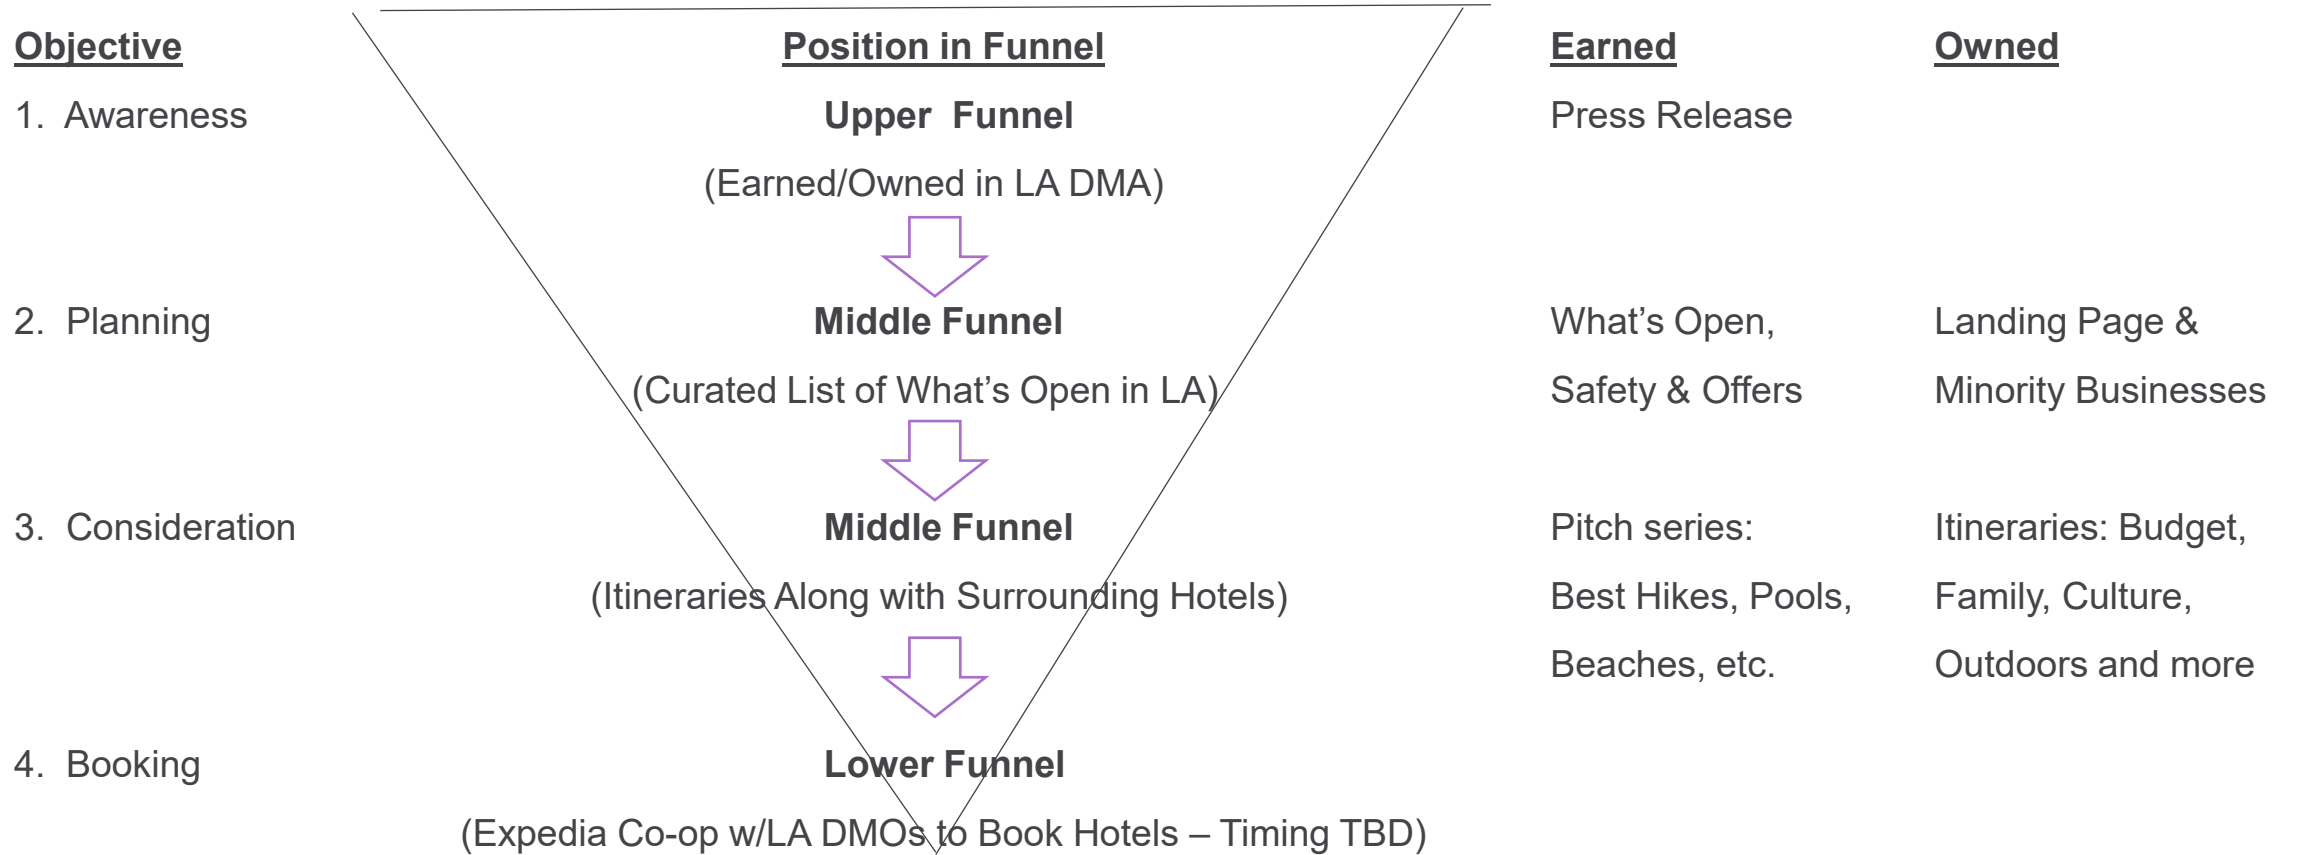 Objective Position in Funnel Earned Owned
1. Awareness Upper Funnel Press Release
(Earned/Owned in LA DMA)
2. Planning Middle Funnel What’s Open, Landing Page &
(Curated List of What’s Open in LA) Safety & Offers Minority Businesses
3. Consideration Middle Funnel Pitch series: Itineraries: Budget,
(Itineraries Along with Surrounding Hotels) Best Hikes, Pools, Family, Culture,
Beaches, etc. Outdoors and more
4. Booking Lower Funnel
(Expedia Co-op w/LA DMOs to Book Hotels – Timing TBD)